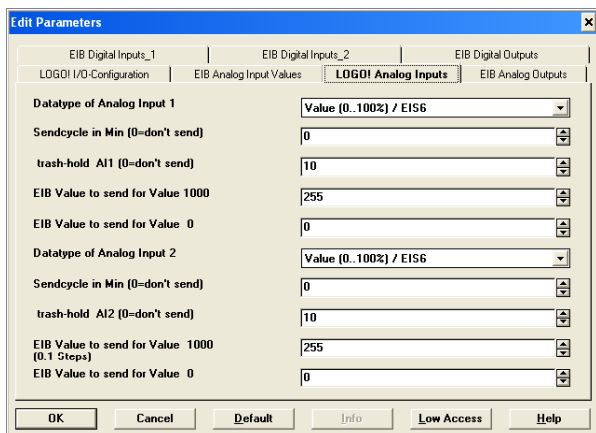 Edit Parameters
EIB Digital Inputs_1 EIB Digital Inputs_2 EIB Digital Outputs
LOGO! I/O-Configuration EIB Analog Input Values LOGO! Analog Inputs EIB Analog Outputs
Datatype of Analog Input 1 Value (0..100%) / EIS6
Sendcycle in Min (0=don't send) 0
trash-hold AI1 (0=don't send) 10
EIB Value to send for Value 1000 255
EIB Value to send for Value 0 0
Datatype of Analog Input 2 Value (0..100%) / EIS6
Sendcycle in Min (0=don't send) 0
trash-hold AI2 (0=don't send) 10
EIB Value to send for Value 1000 255
(0.1 Steps)
EIB Value to send for Value 0 0
OK Cancel Default Info Low Access Help